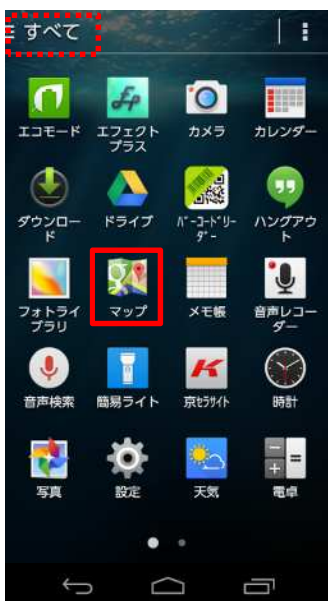 すべて
エコモード エフェクト カメラ カレンダー
プラス
ダウンロー ドライブ バーコードリー ハングアウ
ド ダー ト
フォトライ マップ メモ帳 音声レコー
ブラリ ダー
音声検索 簡易ライト 京セラサイト 時計
写真 設定 天気 電卓